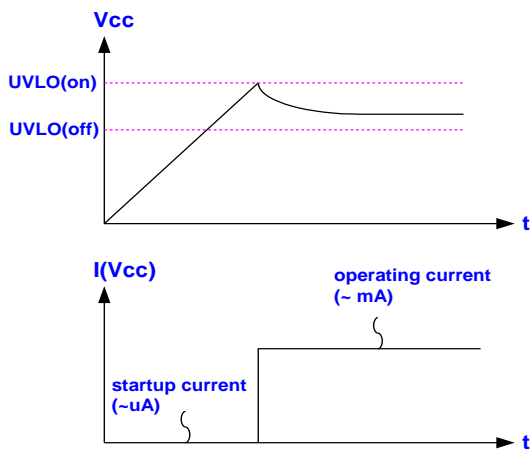 Vcc
UVLO(on)
UVLO(off)
t
I(Vcc)
operating current
(~ mA)
startup current
(~uA)
t